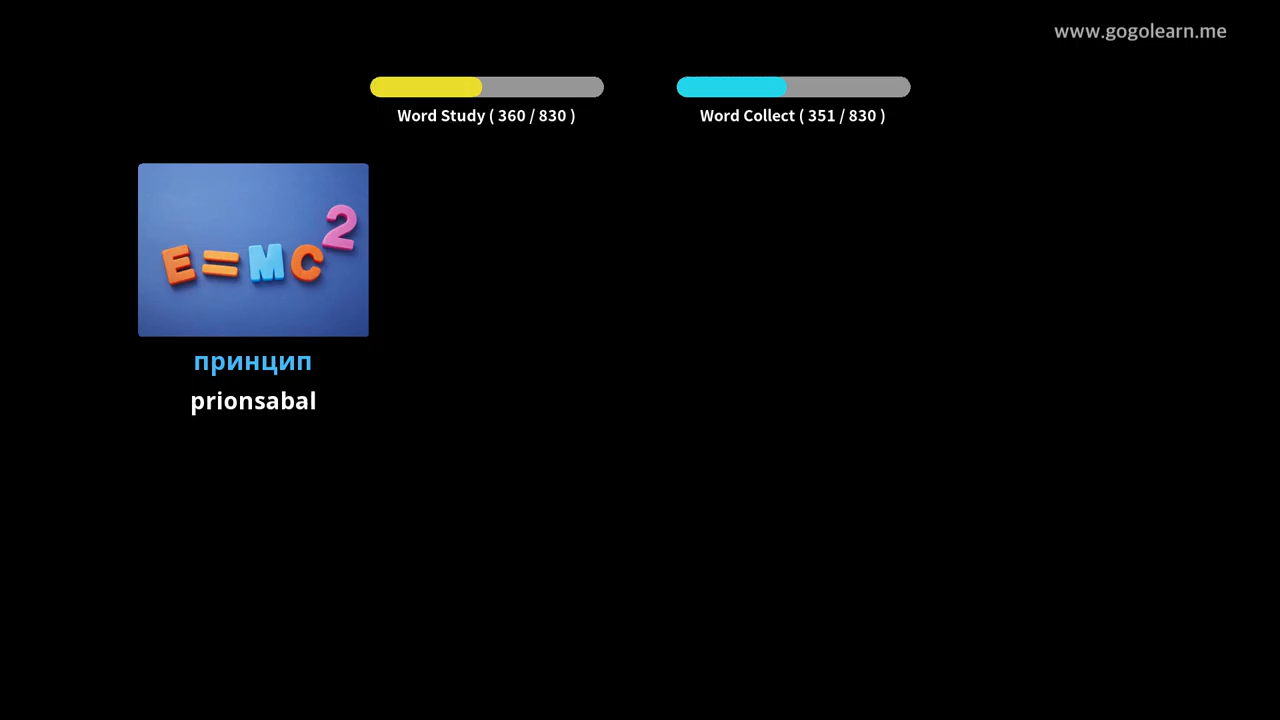 www.gogolearn.me
Word Study ( 360 / 830 )
Word Collect ( 351 / 830 )
E=MC²
принцип
prionsabal